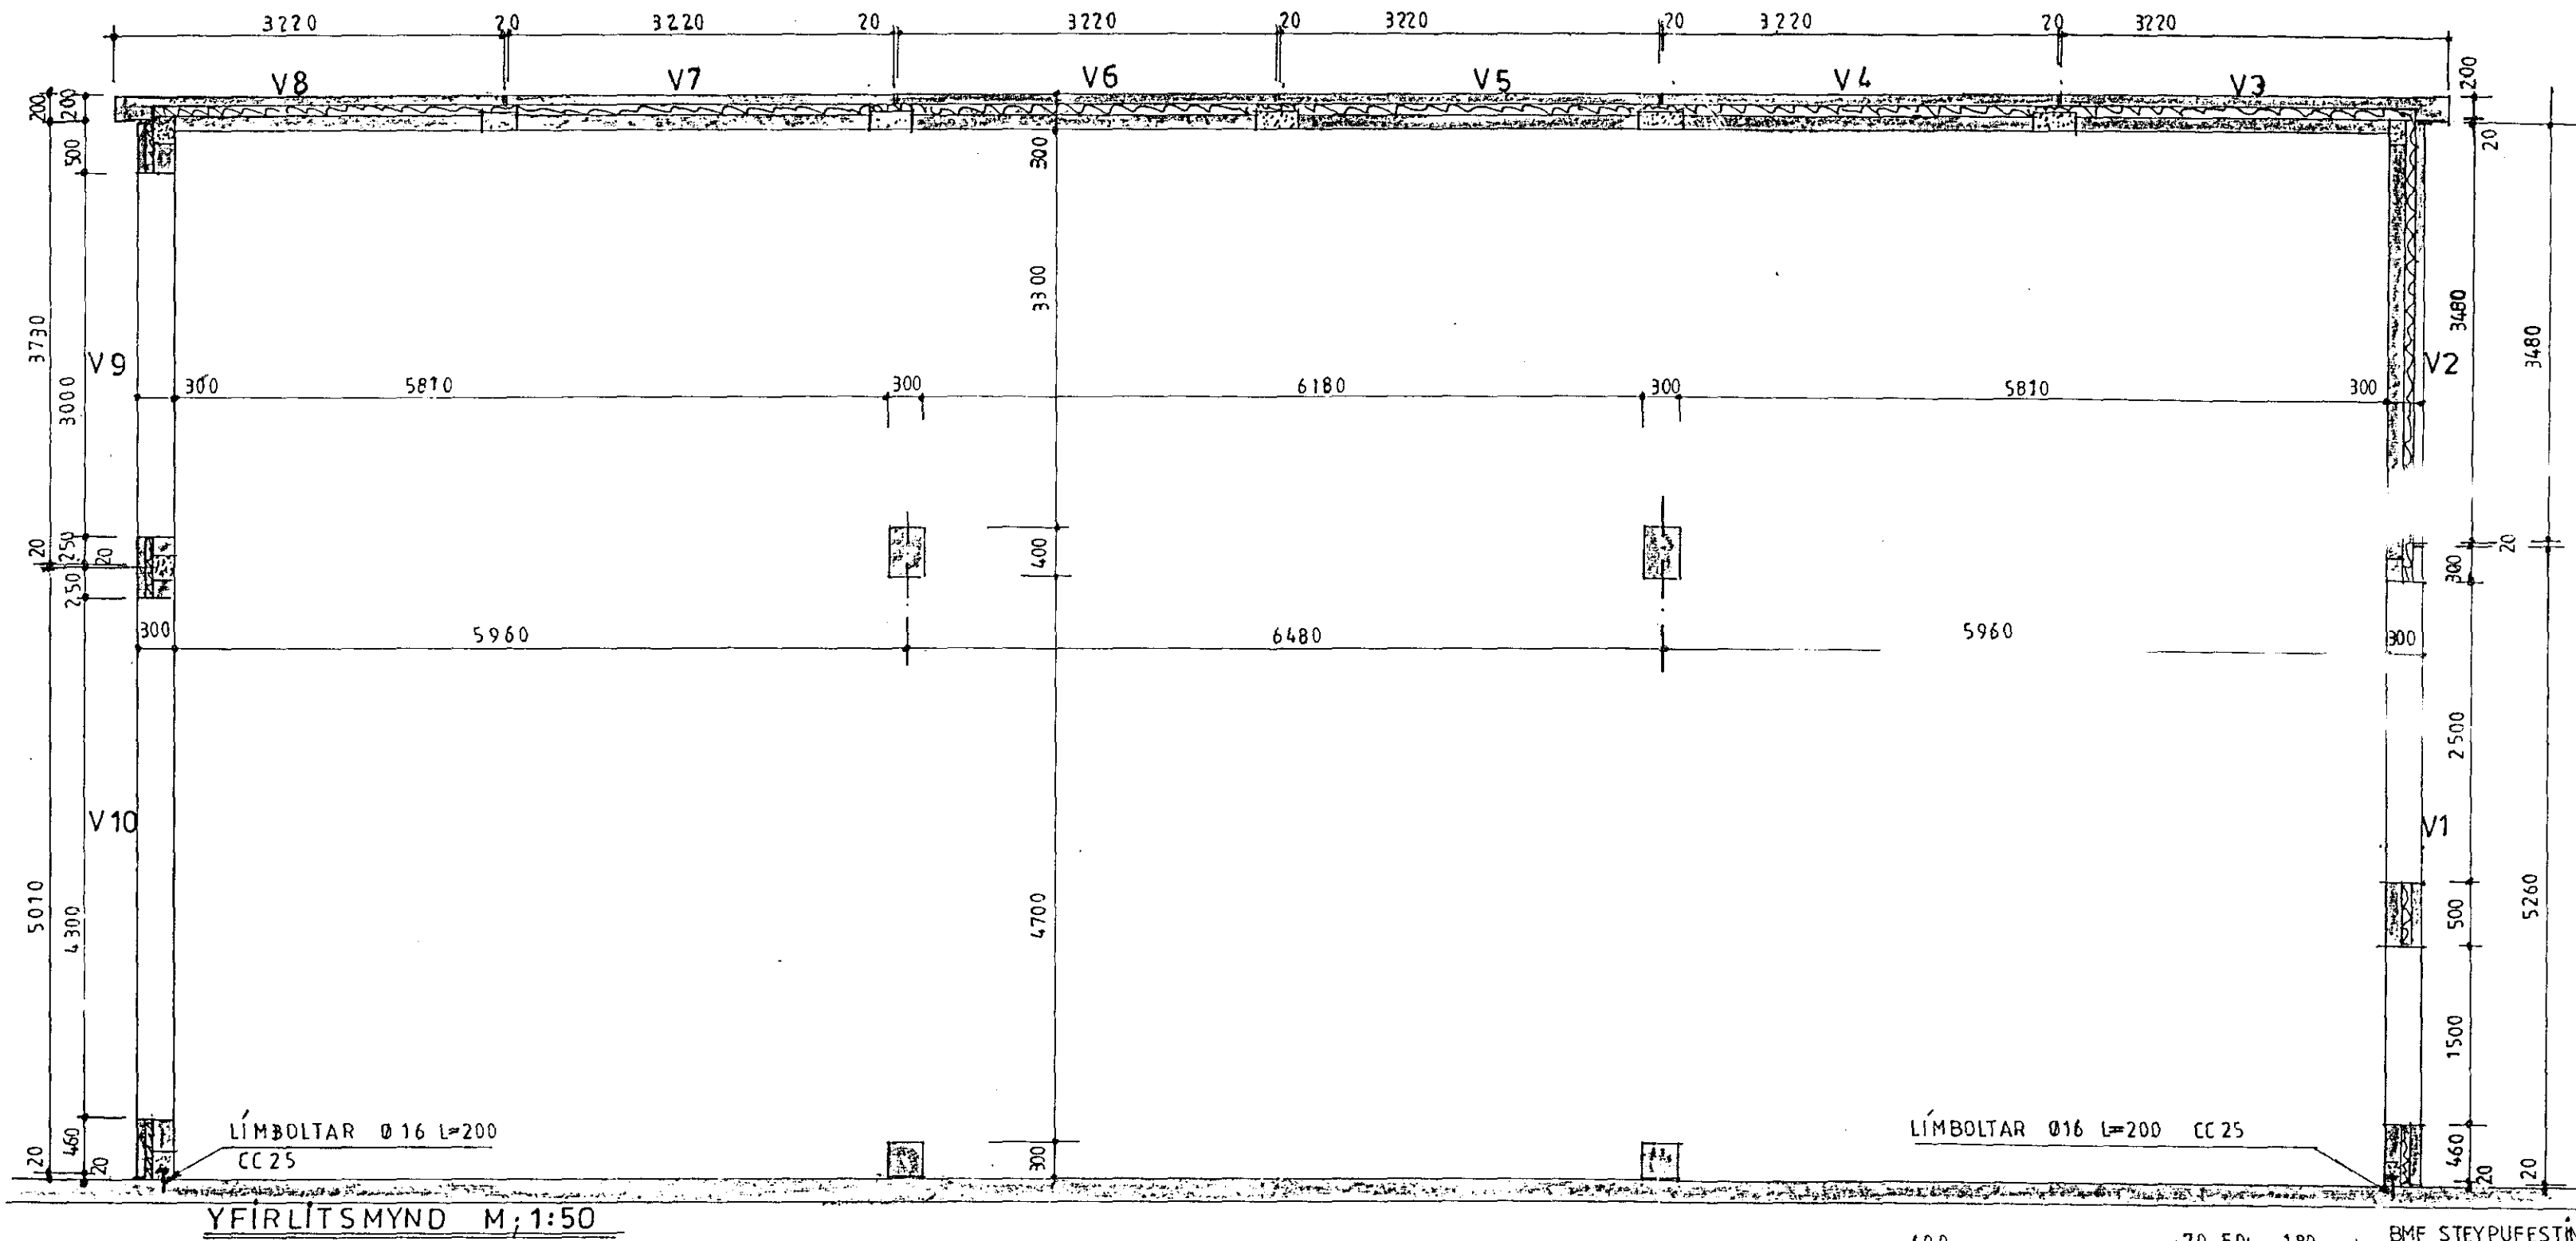 3220 20 3220 20 3220 20 3220 20 3220 20 3220
V8 V7 V6 V5 V4 V3
200 200 200
500 300 20
3300 3480 3480
3730 3000
V9 V2
300 5810 300 6180 300 5810 300
20 250 20 400 20
250 300
300 5960 6480 5960 300
2500
V10 V1
5010 4300 4700 500 5260
1500
LÍMBOLTAR Ø 16 L=200
CC 25
LÍMBOLTAR Ø16 L=200 CC 25
20 460 20 300 460 20 20
YFIRLITSMYND M; 1:50
BMF STEYPUFESTIN